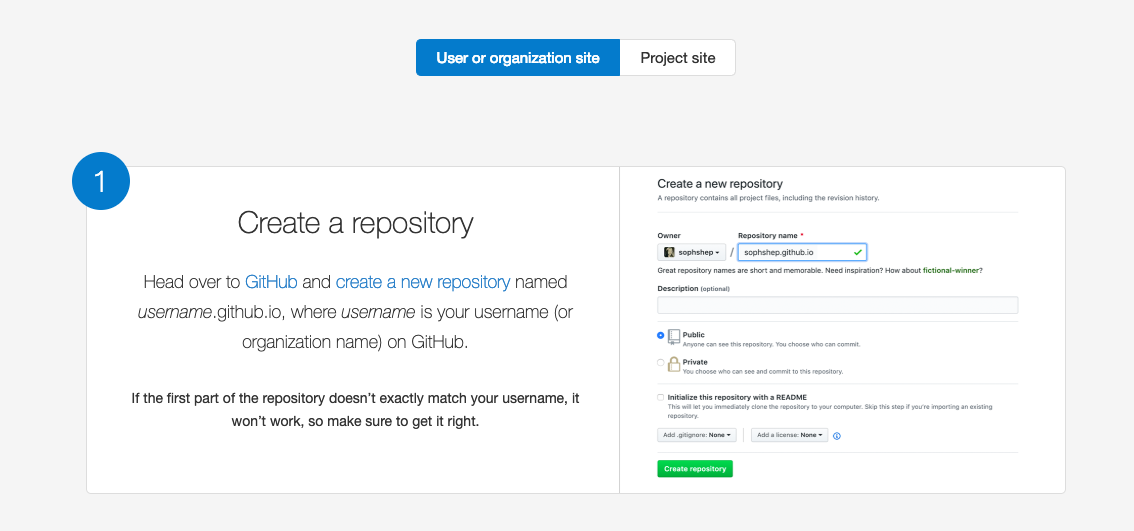 User or organization site
Project site
1
Create a repository
Head over to GitHub and create a new repository named
username.github.io, where username is your username (or
organization name) on GitHub.
If the first part of the repository doesn't exactly match your username, it
won't work, so make sure to get it right.
Create a new repository
A repository contains all project files, including the revision history.
Owner
Repository name *
sophshep / sophshep.github.io
Great repository names are short and memorable. Need inspiration? How about fictional-winner?
Description (optional)
Public
Anyone can see this repository. You choose who can commit.
Private
You choose who can see and commit to this repository.
Initialize this repository with a README
This will let you immediately clone the repository to your computer. Skip this step if you're importing an existing
repository.
Add .gitignore: None
Add a license: None
Create repository